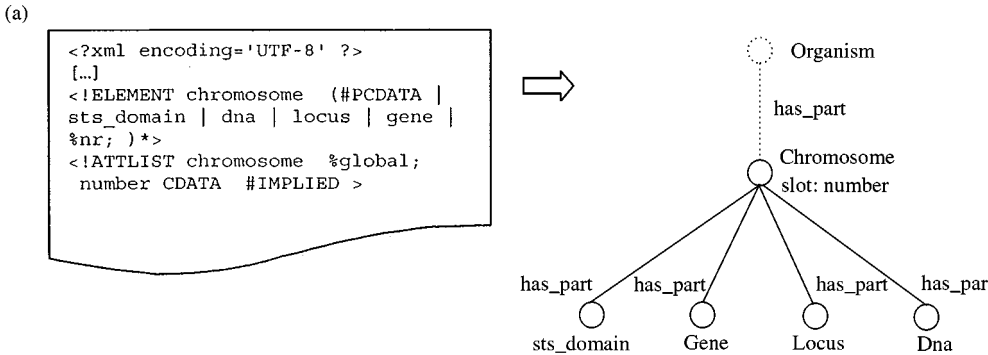 (a)
<?xml encoding='UTF-8' ?>
[…]
<!ELEMENT chromosome (#PCDATA |
sts_domain | dna | locus | gene |
%nr; )*>
<!ATTLIST chromosome %global;
number CDATA #IMPLIED >
Organism
has_part
Chromosome
slot: number
has_part has_part has_part has_par
sts_domain Gene Locus Dna